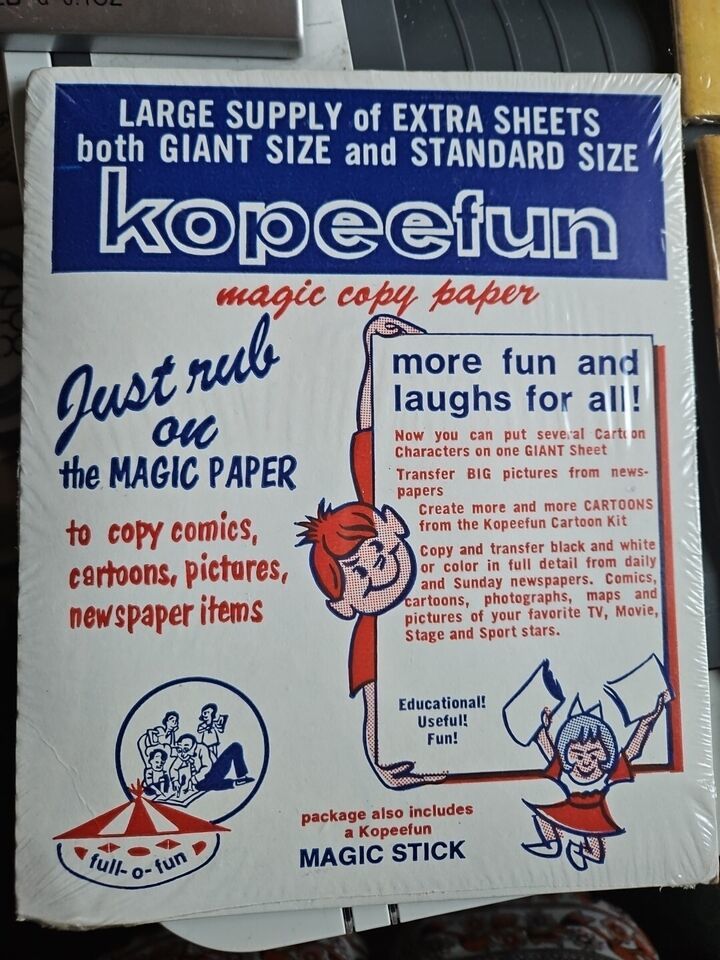 LARGE SUPPLY of EXTRA SHEETS
both GIANT SIZE and STANDARD SIZE
kopeefun
magic copy paper
Just rub
on
the MAGIC PAPER
to copy comics,
cartoons, pictures,
newspaper items
more fun and
laughs for all!
Now you can put several Cartoon
Characters on one GIANT Sheet
Transfer BIG pictures from news-
papers
Create more and more CARTOONS
from the Kopeefun Cartoon Kit
Copy and transfer black and white
or color in full detail from daily
and Sunday newspapers. Comics,
cartoons, photographs, maps and
pictures of your favorite TV, Movie,
Stage and Sport stars.
Educational!
Useful!
Fun!
package also includes
a Kopeefun
MAGIC STICK
full-o-fun